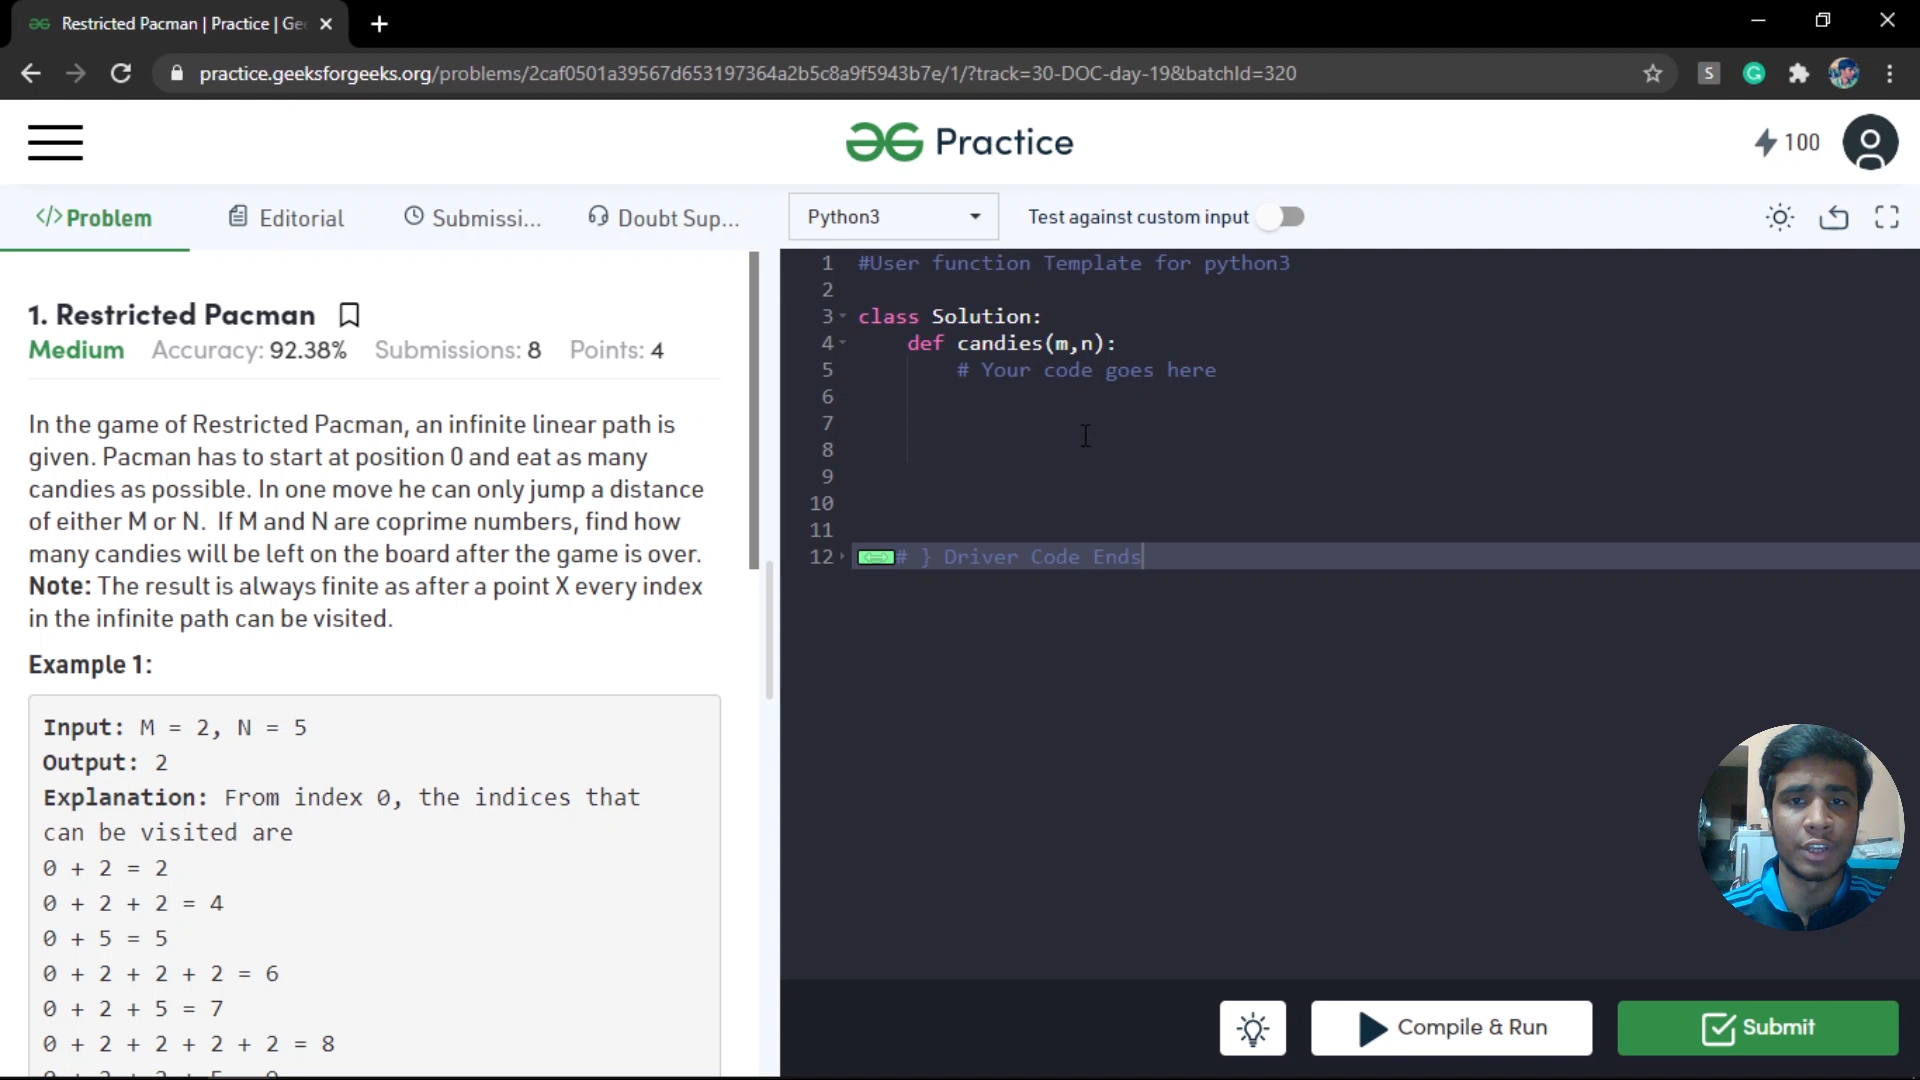 Restricted Pacman | Practice | Ge
practice.geeksforgeeks.org/problems/2caf0501a39567d653197364a2b5c8a9f5943b7e/1/?track=30-DOC-day-19&batchId=320
S
G
Practice
100
</>Problem
Editorial
Submissi...
Doubt Sup...
Python3
Test against custom input
1. Restricted Pacman
Medium Accuracy: 92.38% Submissions: 8 Points: 4
In the game of Restricted Pacman, an infinite linear path is
given. Pacman has to start at position 0 and eat as many
candies as possible. In one move he can only jump a distance
of either M or N. If M and N are coprime numbers, find how
many candies will be left on the board after the game is over.
Note: The result is always finite as after a point X every index
in the infinite path can be visited.
Example 1:
Input: M = 2, N = 5
Output: 2
Explanation: From index 0, the indices that
can be visited are
0 + 2 = 2
0 + 2 + 2 = 4
0 + 5 = 5
0 + 2 + 2 + 2 = 6
0 + 2 + 5 = 7
0 + 2 + 2 + 2 + 2 = 8
1 #User function Template for python3
2
3 class Solution:
4 def candies(m,n):
5 # Your code goes here
6
7
8
9
10
11
12 # } Driver Code Ends
Compile & Run
Submit